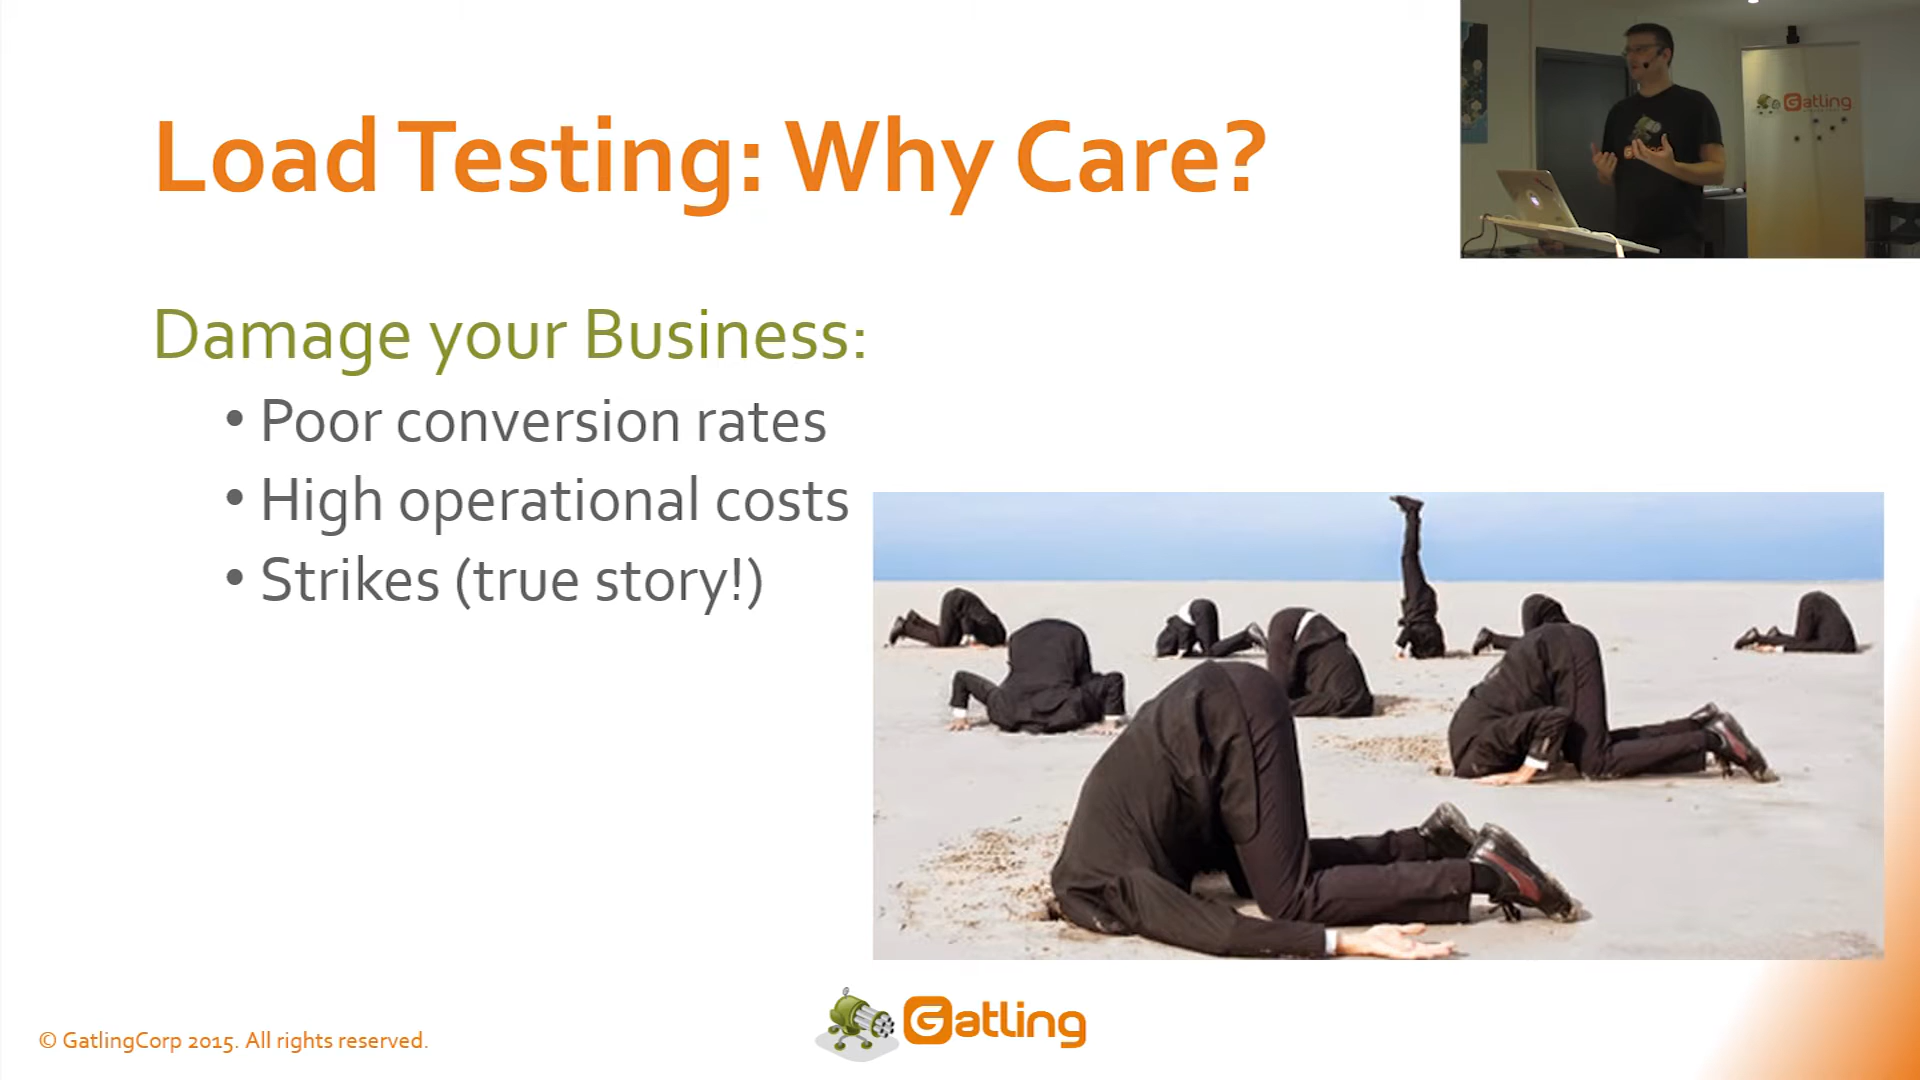 Load Testing: Why Care?
Gatling
Damage your Business:
• Poor conversion rates
• High operational costs
• Strikes (true story!)
© GatlingCorp 2015. All rights reserved.
Gatling